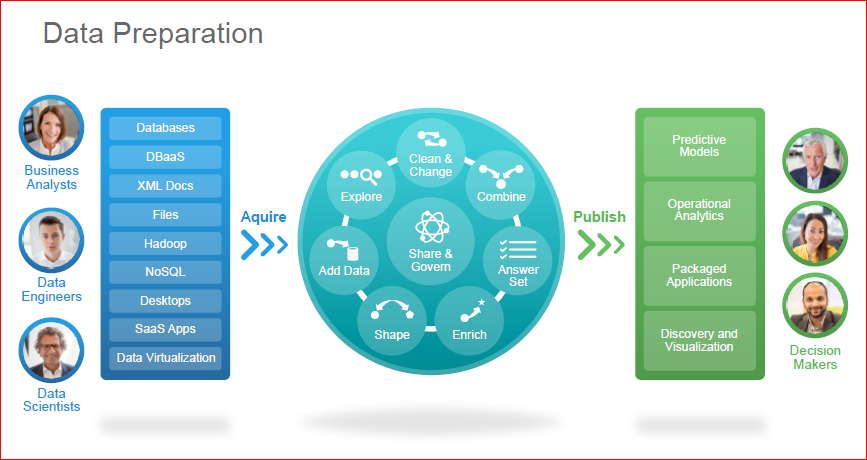 Data Preparation
Business
Analysts
Data
Engineers
Data
Scientists
Databases
DBaaS
XML Docs
Files
Hadoop
NoSQL
Desktops
SaaS Apps
Data Virtualization
Aquire
Clean &
Change
Explore
Combine
Share &
Govern
Add Data
Answer
Set
Shape
Enrich
Publish
Predictive
Models
Operational
Analytics
Packaged
Applications
Discovery and
Visualization
Decision
Makers